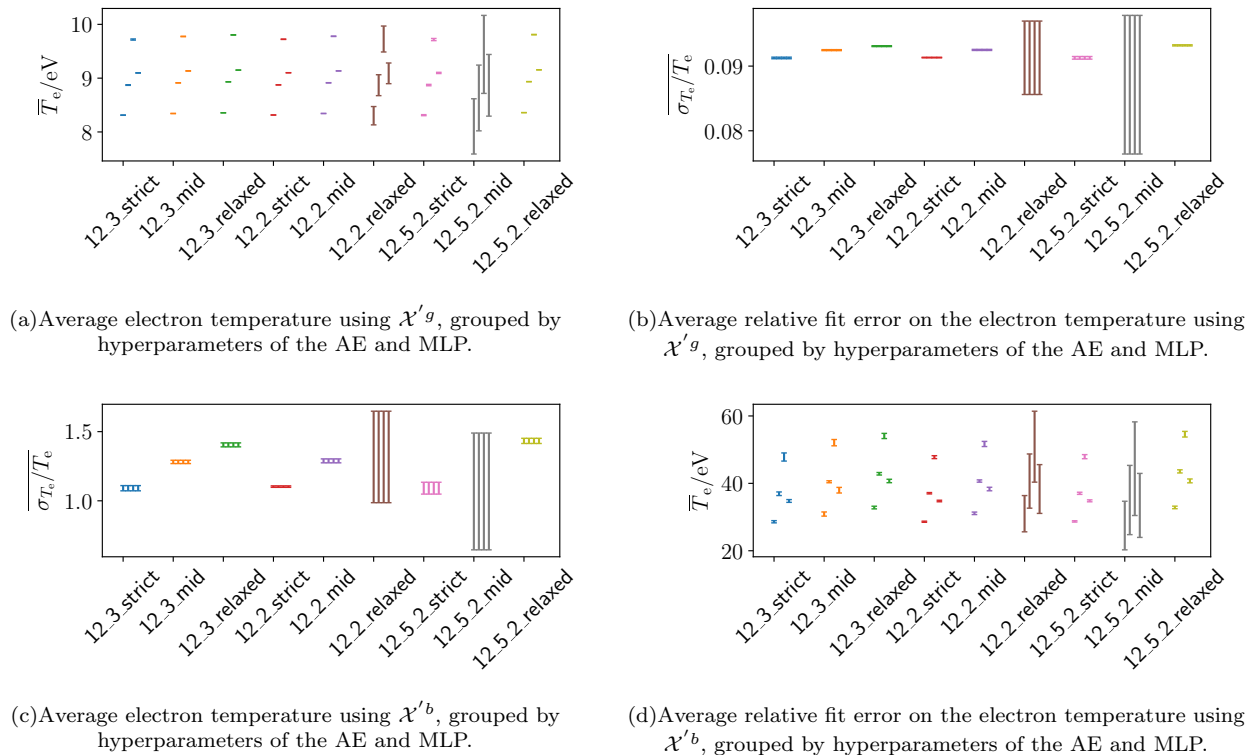 10
9
8
T̅e/eV
12_3_strict
12_3_mid
12_3_relaxed
12_2_strict
12_2_mid
12_2_relaxed
12_5_2_strict
12_5_2_mid
12_5_2_relaxed
(a)Average electron temperature using 𝒳′ᵍ, grouped by
hyperparameters of the AE and MLP.
0.09
0.08
σTe/Te
12_3_strict
12_3_mid
12_3_relaxed
12_2_strict
12_2_mid
12_2_relaxed
12_5_2_strict
12_5_2_mid
12_5_2_relaxed
(b)Average relative fit error on the electron temperature using
𝒳′ᵍ, grouped by hyperparameters of the AE and MLP.
1.5
1.0
σTe/Te
12_3_strict
12_3_mid
12_3_relaxed
12_2_strict
12_2_mid
12_2_relaxed
12_5_2_strict
12_5_2_mid
12_5_2_relaxed
(c)Average electron temperature using 𝒳′ᵇ, grouped by
hyperparameters of the AE and MLP.
60
40
20
T̅e/eV
12_3_strict
12_3_mid
12_3_relaxed
12_2_strict
12_2_mid
12_2_relaxed
12_5_2_strict
12_5_2_mid
12_5_2_relaxed
(d)Average relative fit error on the electron temperature using
𝒳′ᵇ, grouped by hyperparameters of the AE and MLP.